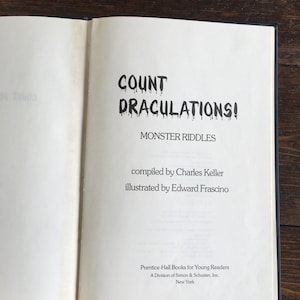 COUNT
DRACULATIONS!
MONSTER RIDDLES
compiled by Charles Keller
illustrated by Edward Frascino
Prentice-Hall Books for Young Readers
A Division of Simon & Schuster, Inc.
New York